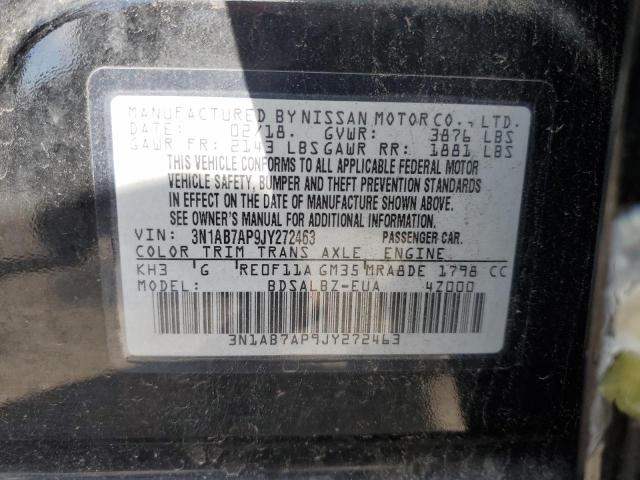 MANUFACTURED BY NISSAN MOTOR CO., LTD.
DATE: 02/18. GVWR: 3876 LBS
GAWR FR: 2143 LBS GAWR RR: 1881 LBS
THIS VEHICLE CONFORMS TO ALL APPLICABLE FEDERAL MOTOR
VEHICLE SAFETY, BUMPER AND THEFT PREVENTION STANDARDS
IN EFFECT ON THE DATE OF MANUFACTURE SHOWN ABOVE.
SEE OWNER'S MANUAL FOR ADDITIONAL INFORMATION.
VIN: 3N1AB7AP9JY272463 PASSENGER CAR.
COLOR TRIM TRANS AXLE ENGINE
KH3 G RE0F11A GM35 MRA8DE 1798 CC
MODEL: BDSALBZ-EUA 4Z000
3N1AB7AP9JY272463